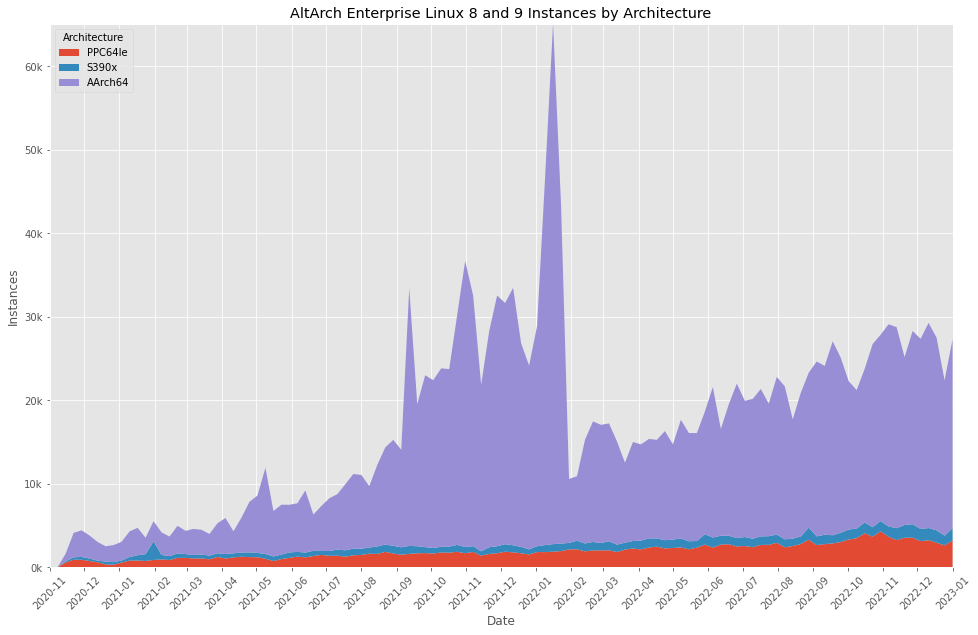 AltArch Enterprise Linux 8 and 9 Instances by Architecture
Architecture
PPC64le
S390x
AArch64
Instances
60k
50k
40k
30k
20k
10k
0k
2020-11
2020-12
2021-01
2021-02
2021-03
2021-04
2021-05
2021-06
2021-07
2021-08
2021-09
2021-10
2021-11
2021-12
2022-01
2022-02
2022-03
2022-04
2022-05
2022-06
2022-07
2022-08
2022-09
2022-10
2022-11
2022-12
2023-01
Date